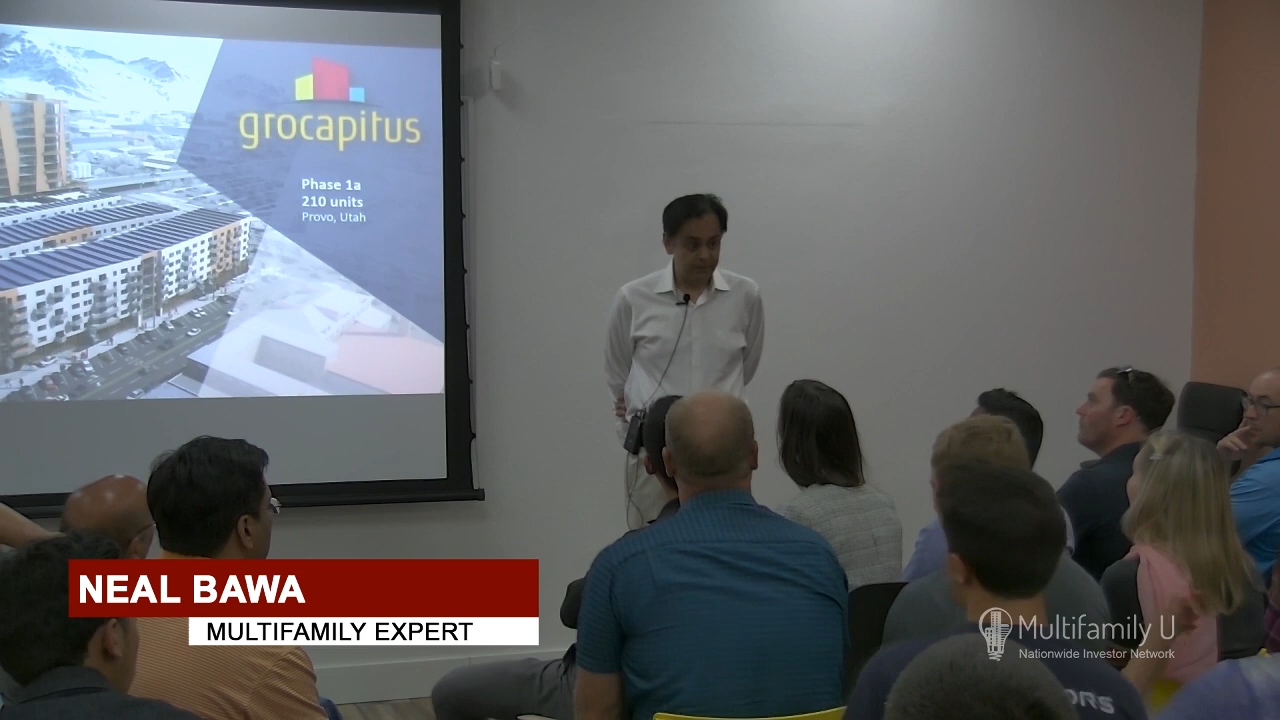 grocapitus
Phase 1a
210 units
Provo, Utah
NEAL BAWA
MULTIFAMILY EXPERT
Multifamily U
Nationwide Investor Network